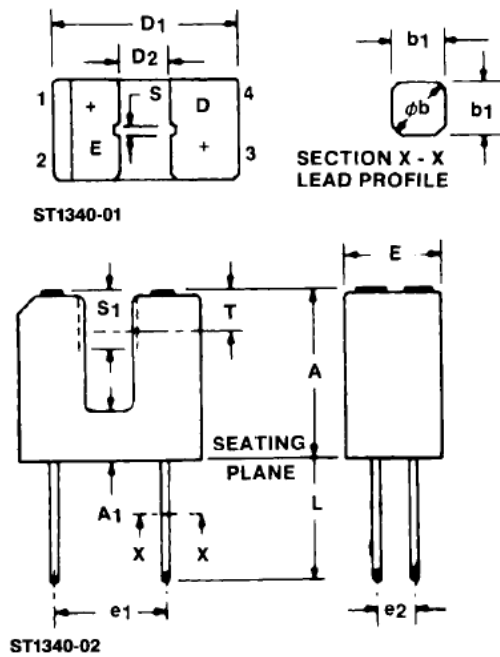 D1
D2
S
b1
1
+
D
4
φb
b1
2
E
+
3
SECTION X - X
LEAD PROFILE
ST1340-01
E
S1
T
A
SEATING
PLANE
A1
L
X
X
e1
e2
ST1340-02